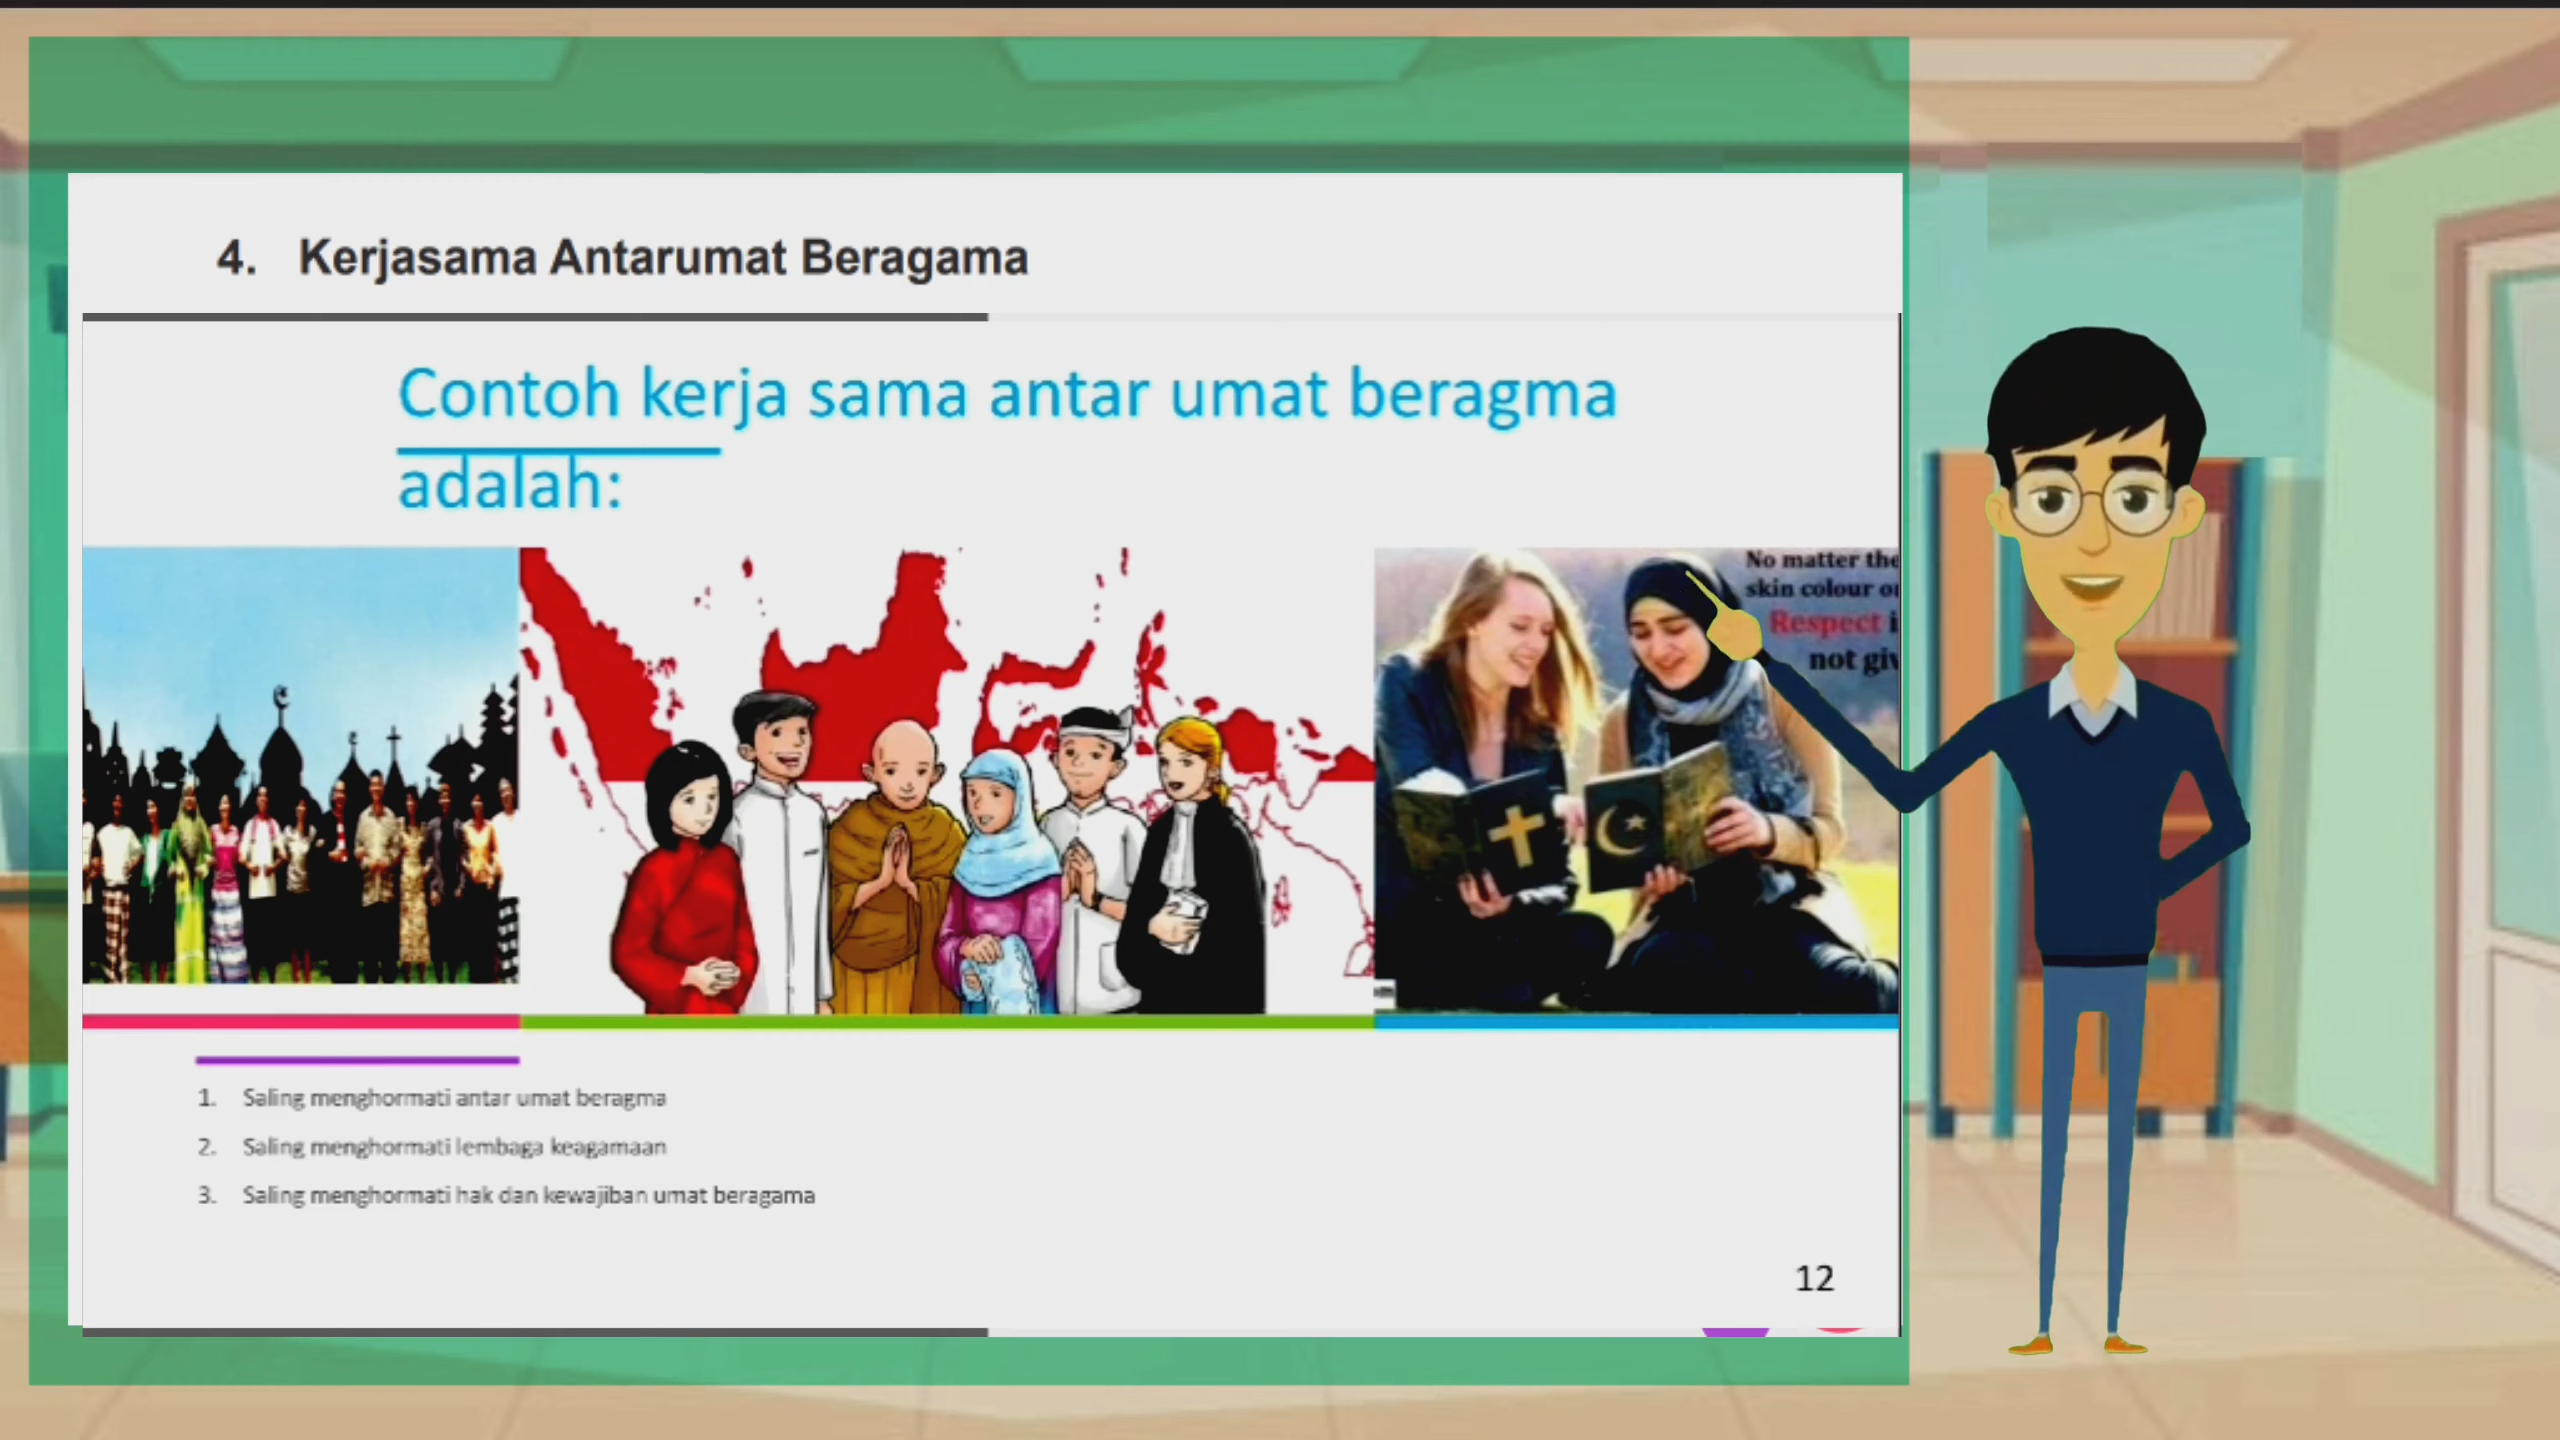 4. Kerjasama Antarumat Beragama
Contoh kerja sama antar umat beragma
adalah:
No matter the
skin colour
Respect
not
1. Saling menghormati antar umat beragma
2. Saling menghormati lembaga keagamaan
3. Saling menghormati hak dan kewajiban umat beragama
12